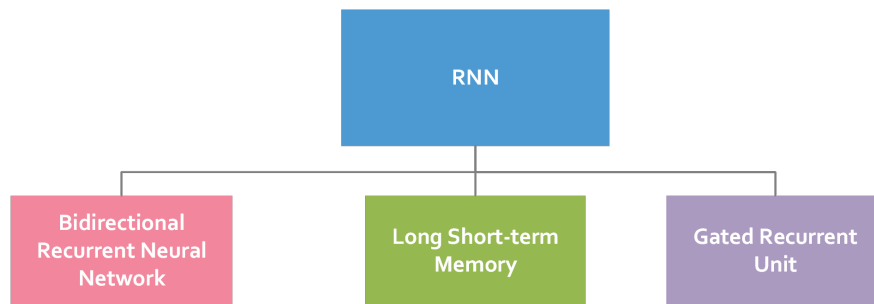 RNN
Bidirectional
Recurrent Neural
Network
Long Short-term
Memory
Gated Recurrent
Unit